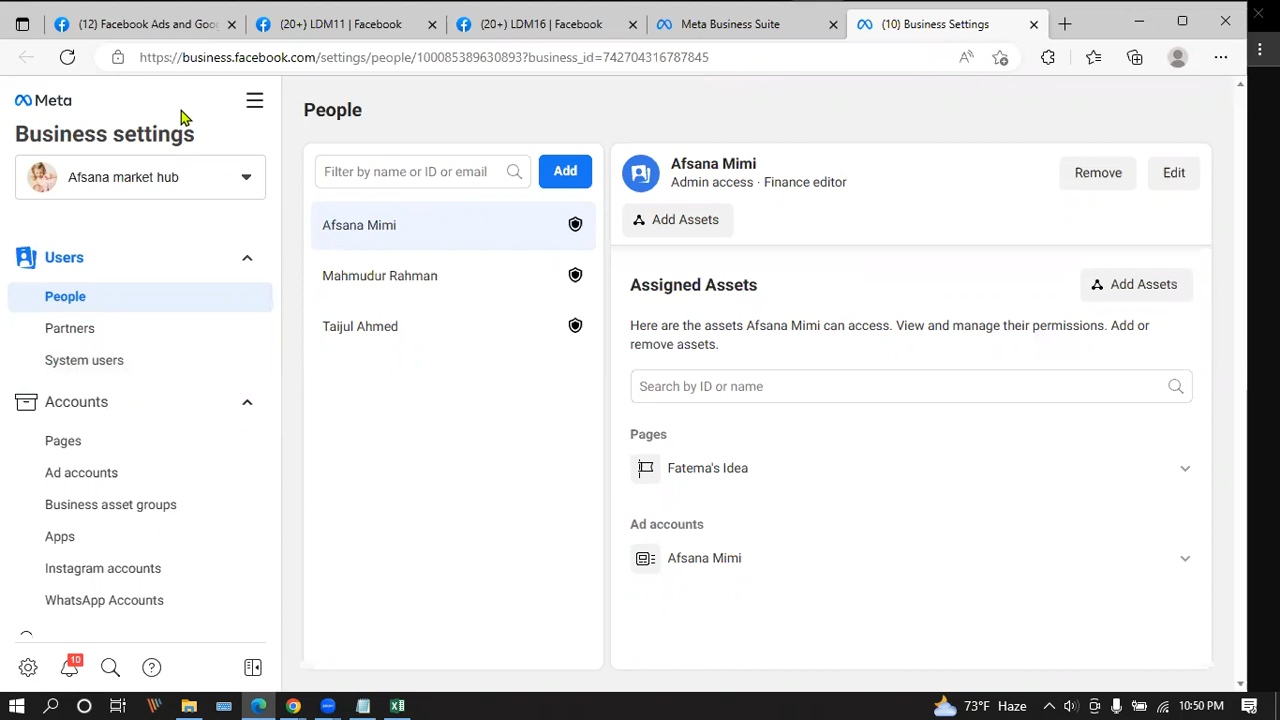 (12) Facebook Ads and Goog
(20+) LDM11 | Facebook
(20+) LDM16 | Facebook
Meta Business Suite
(10) Business Settings
https://business.facebook.com/settings/people/100085389630893?business_id=742704316787845
Meta
Business settings
Afsana market hub
Users
People
Partners
System users
Accounts
Pages
Ad accounts
Business asset groups
Apps
Instagram accounts
WhatsApp Accounts
10
People
Filter by name or ID or email
Add
Afsana Mimi
Mahmudur Rahman
Taijul Ahmed
Afsana Mimi
Admin access · Finance editor
Remove
Edit
Add Assets
Assigned Assets
Add Assets
Here are the assets Afsana Mimi can access. View and manage their permissions. Add or
remove assets.
Search by ID or name
Pages
Fatema's Idea
Ad accounts
Afsana Mimi
73°F Haze
10:50 PM